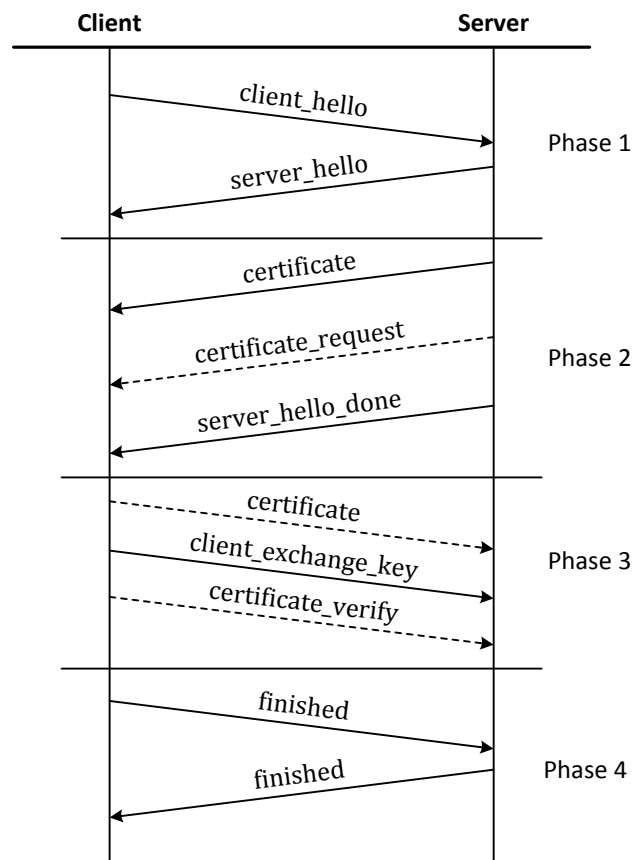 Client
Server
client_hello
Phase 1
server_hello
certificate
certificate_request
Phase 2
server_hello_done
certificate
client_exchange_key
Phase 3
certificate_verify
finished
finished
Phase 4